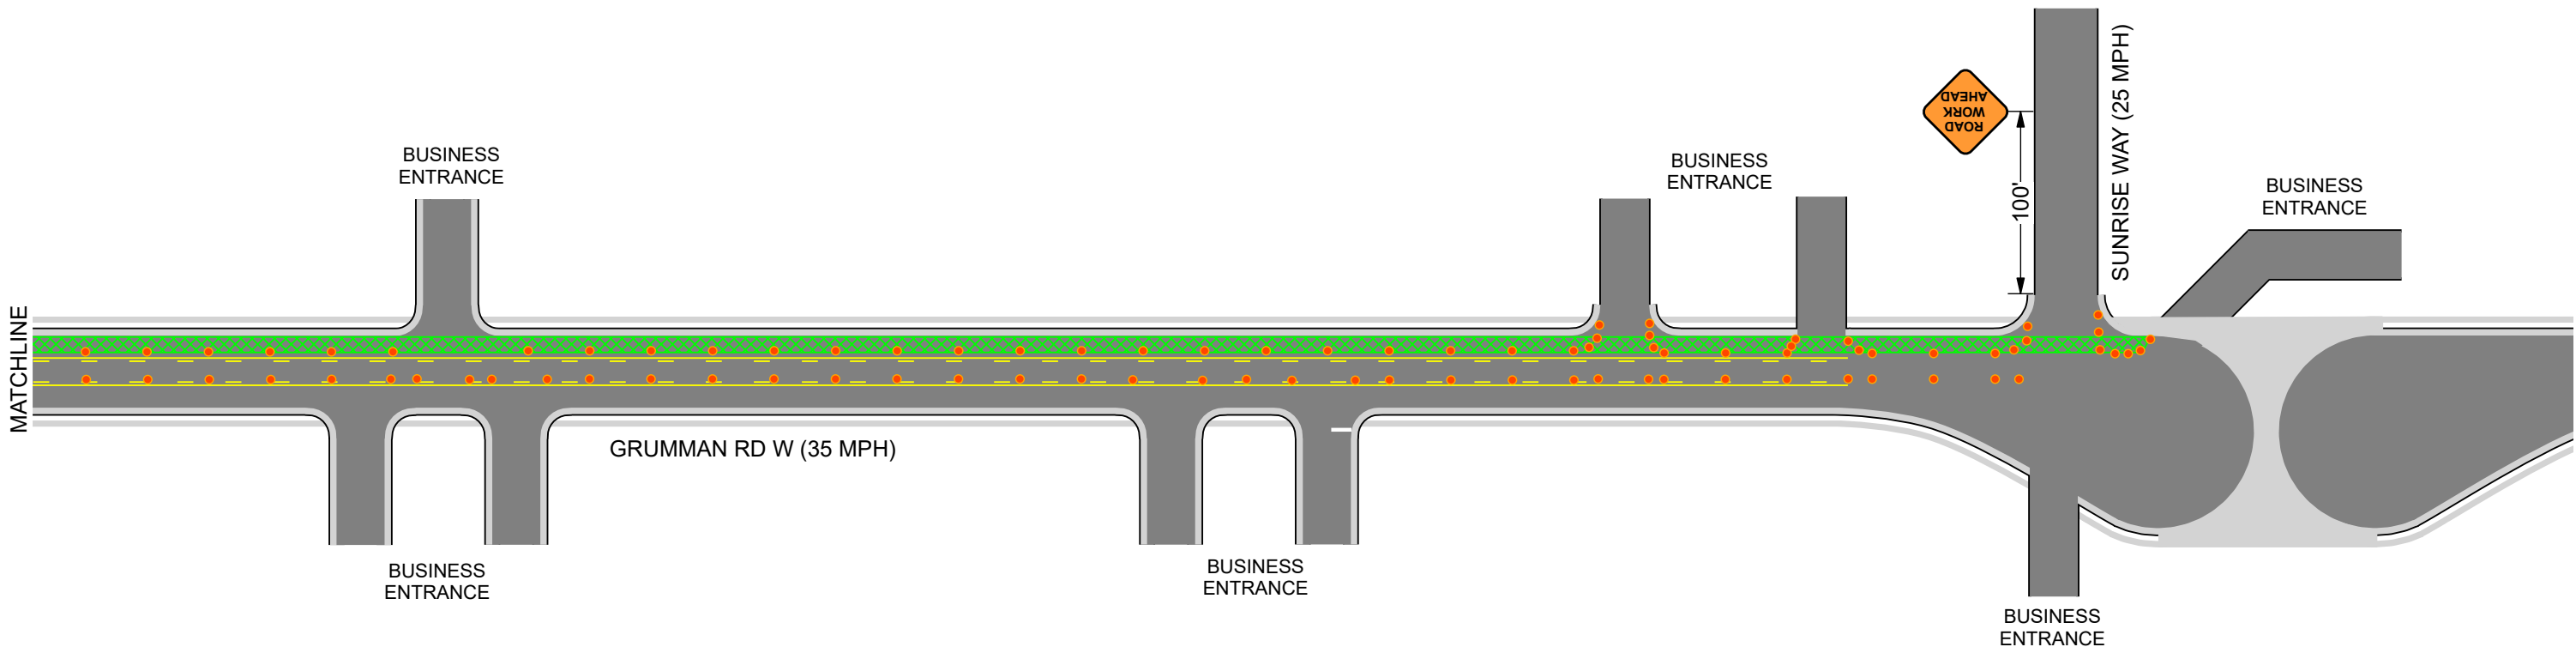 BUSINESS
ENTRANCE
ROAD
WORK
AHEAD
100'
SUNRISE WAY (25 MPH)
BUSINESS
ENTRANCE
BUSINESS
ENTRANCE
MATCHLINE
GRUMMAN RD W (35 MPH)
BUSINESS
ENTRANCE
BUSINESS
ENTRANCE
BUSINESS
ENTRANCE